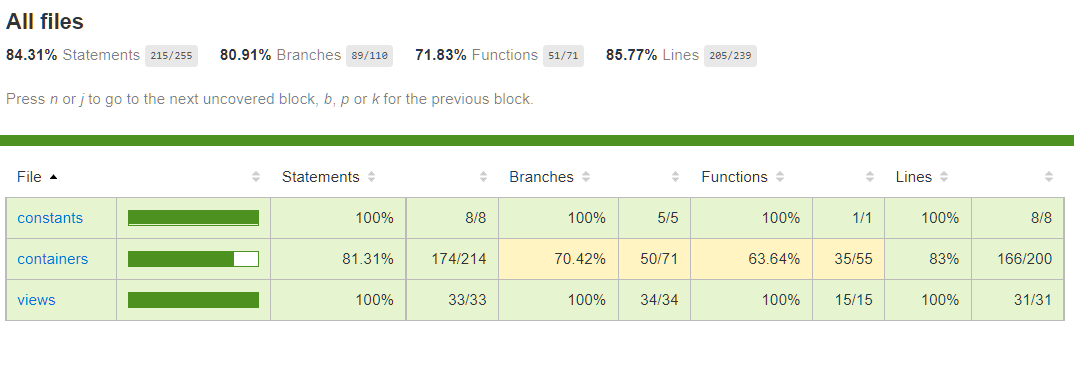 All files
84.31% Statements 215/255 80.91% Branches 89/110 71.83% Functions 51/71 85.77% Lines 205/239
Press n or j to go to the next uncovered block, b, p or k for the previous block.
File Statements Branches Functions Lines
constants 100% 8/8 100% 5/5 100% 1/1 100% 8/8
containers 81.31% 174/214 70.42% 50/71 63.64% 35/55 83% 166/200
views 100% 33/33 100% 34/34 100% 15/15 100% 31/31